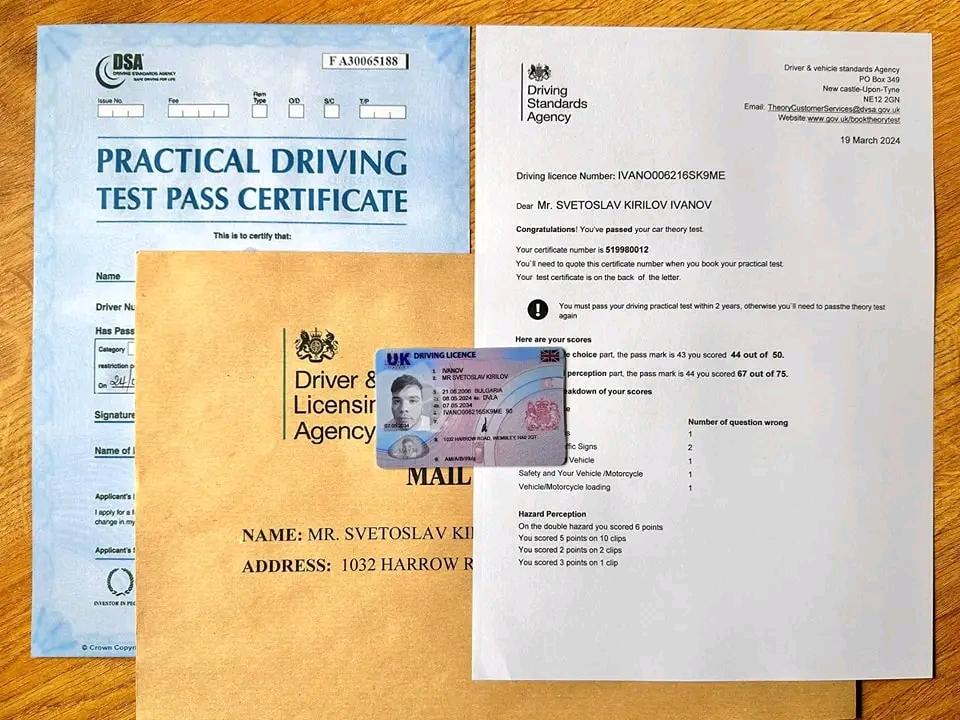 DSA
DRIVING STANDARDS AGENCY
SAFE DRIVING FOR LIFE
F A30065188
Issue No.
Fee
Rem Type
O/D
S/C
T/P
PRACTICAL DRIVING
TEST PASS CERTIFICATE
This is to certify that:
Name
Driver Nu
Has Pass
Category
restriction
On
Signature
Name of
Applicant's
I apply for a
change in my
Applicant's
INVESTOR IN PE
© Crown Copyri
Driver &
Licensin
Agency
MAIL
NAME: MR. SVETOSLAV KI
ADDRESS: 1032 HARROW R
UK DRIVING LICENCE
1. IVANOV
2. MR SVETOSLAV KIRILOV
BULGARIA
DVLA
07.05.2034
IVANO006216SK9ME 90
1032 HARROW ROAD, WEMBLEY,
Driving
Standards
Agency
Driver & vehicle standards Agency
PO Box 349
New castle-Upon-Tyne
NE12 2GN
Email: TheoryCustomerServices@dvsa.gov.uk
Website:www.gov.uk/booktheorytest
19 March 2024
Driving licence Number: IVANO006216SK9ME
Dear Mr. SVETOSLAV KIRILOV IVANOV
Congratulations! You've passed your car theory test.
Your certificate number is 519980012
You`ll need to quote this certificate number when you book your practical test.
Your test certificate is on the back of the letter.
! You must pass your driving practical test within 2 years, otherwise you`ll need to passthe theory test
again
Here are your scores
e choice part, the pass mark is 43 you scored 44 out of 50.
perception part, the pass mark is 44 you scored 67 out of 75.
eakdown of your scores
Number of question wrong
s 1
ffic Signs 2
Vehicle 1
Safety and Your Vehicle /Motorcycle 1
Vehicle/Motorcycle loading 1
Hazard Perception
On the double hazard you scored 6 points
You scored 5 points on 10 clips
You scored 2 points on 2 clips
You scored 3 points on 1 clip